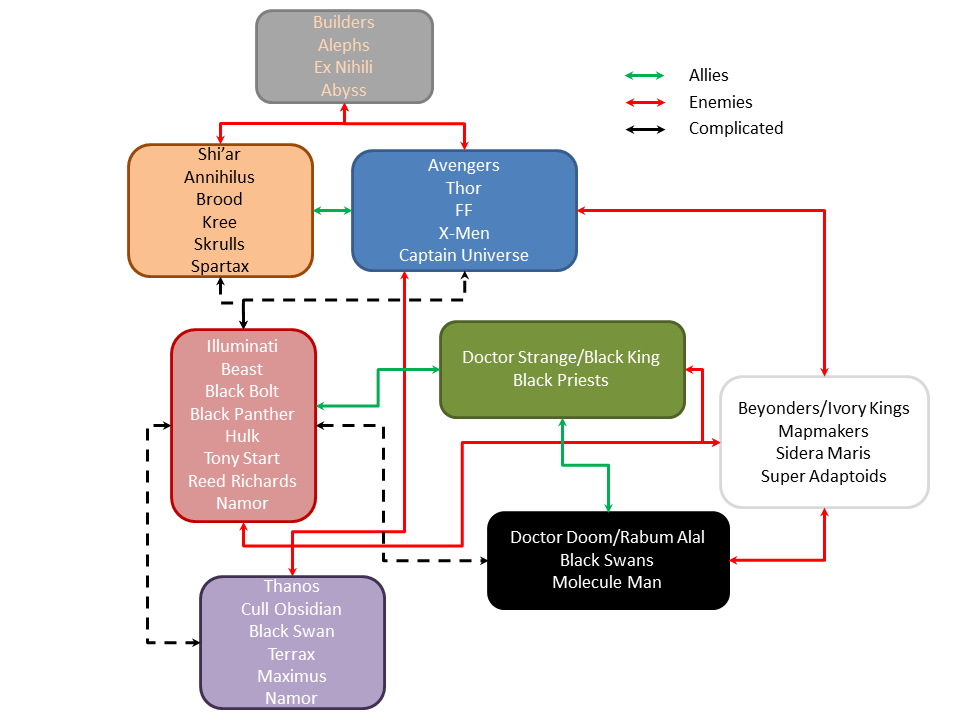 Builders
Alephs
Ex Nihili
Abyss
Allies
Enemies
Complicated
Shi’ar
Annihilus
Brood
Kree
Skrulls
Spartax
Avengers
Thor
FF
X-Men
Captain Universe
Illuminati
Beast
Black Bolt
Black Panther
Hulk
Tony Start
Reed Richards
Namor
Doctor Strange/Black King
Black Priests
Beyonders/Ivory Kings
Mapmakers
Sidera Maris
Super Adaptoids
Doctor Doom/Rabum Alal
Black Swans
Molecule Man
Thanos
Cull Obsidian
Black Swan
Terrax
Maximus
Namor